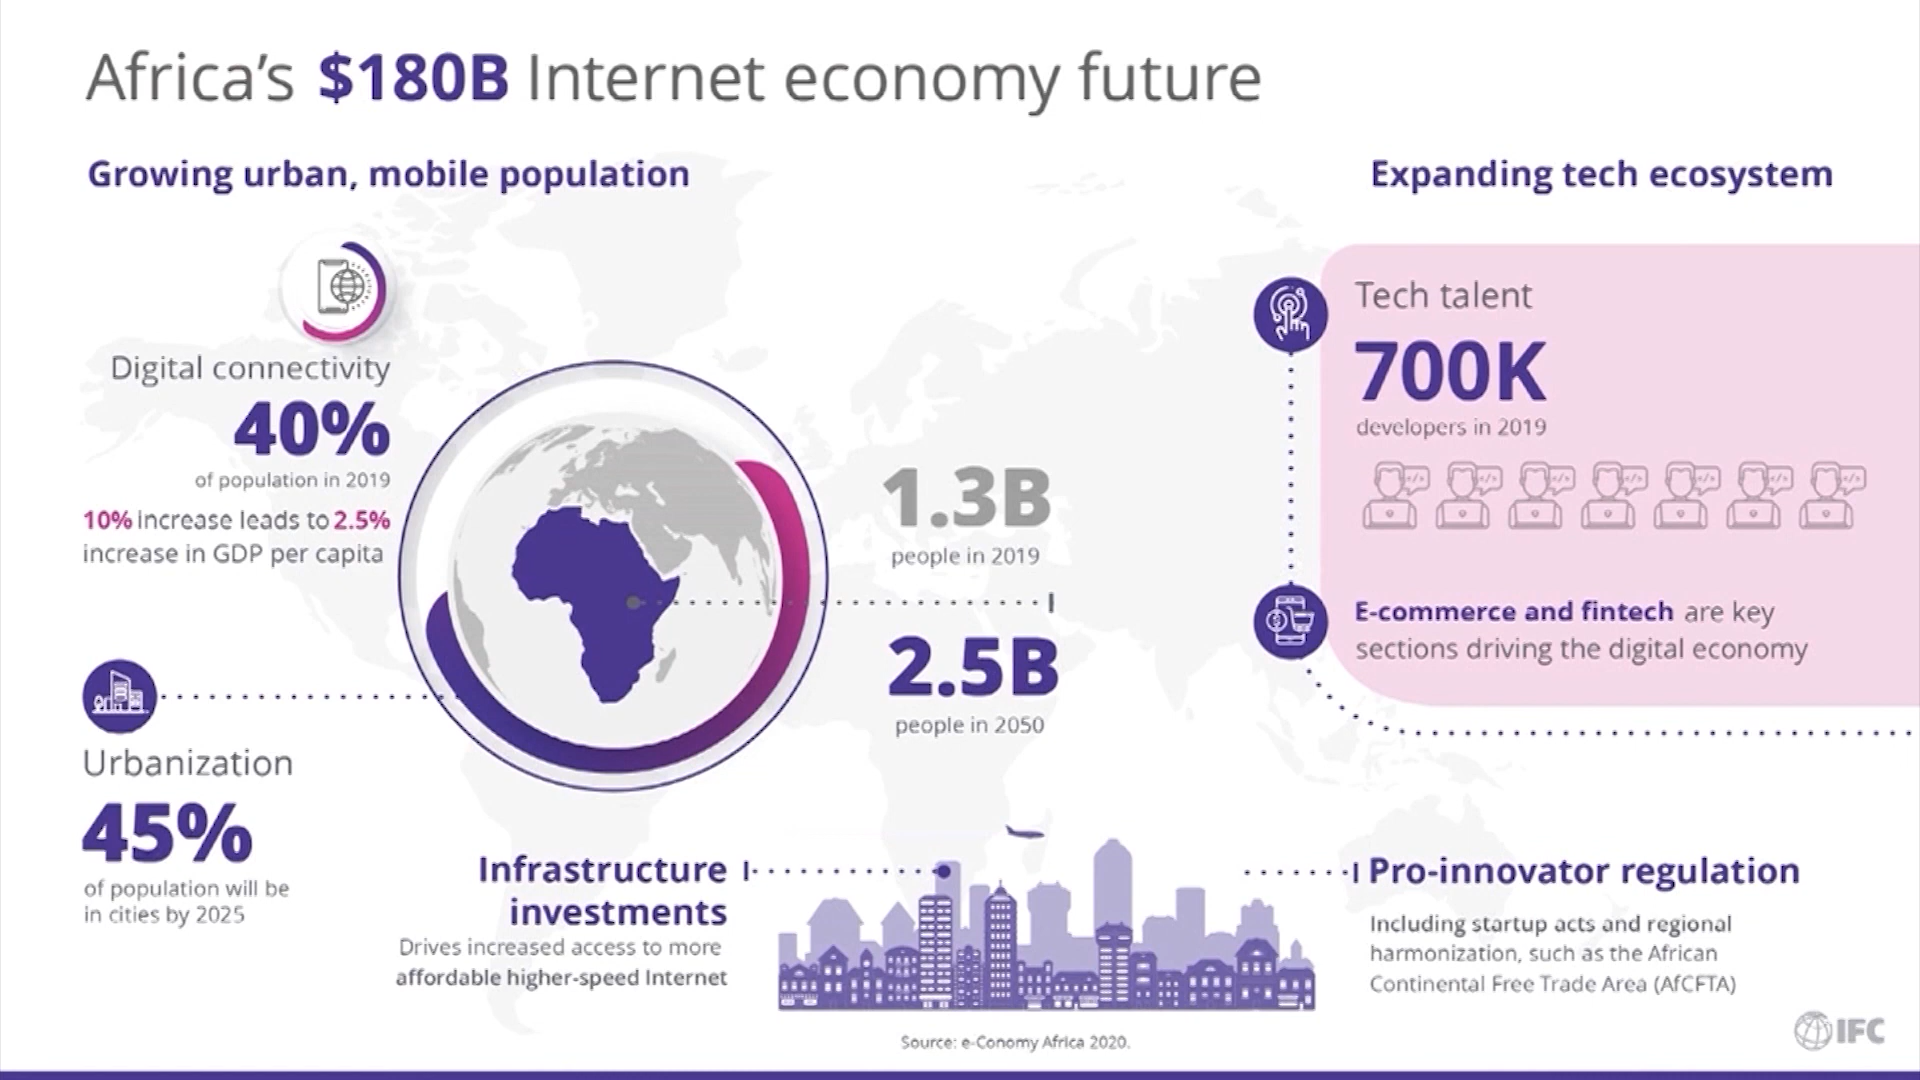 Africa's $180B Internet economy future
Growing urban, mobile population
Digital connectivity
40%
of population in 2019
10% increase leads to 2.5%
increase in GDP per capita
Urbanization
45%
of population will be
in cities by 2025
1.3B
people in 2019
2.5B
people in 2050
Infrastructure
investments
Drives increased access to more
affordable higher-speed Internet
Expanding tech ecosystem
Tech talent
700K
developers in 2019
E-commerce and fintech are key
sections driving the digital economy
Pro-innovator regulation
Including startup acts and regional
harmonization, such as the African
Continental Free Trade Area (AfCFTA)
Source: e-Conomy Africa 2020.
IFC